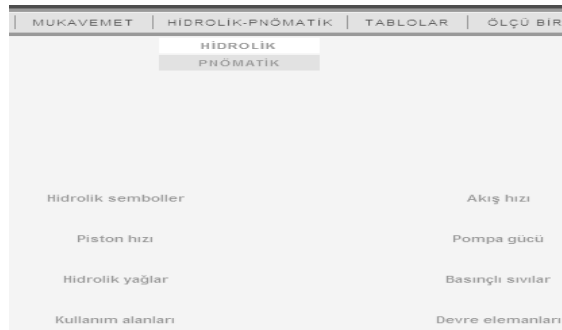 MUKAVEMET | HİDROLİK-PNÖMATİK | TABLOLAR | ÖLÇÜ BİR
HİDROLİK
PNÖMATİK
Hidrolik semboller Akış hızı
Piston hızı Pompa gücü
Hidrolik yağlar Basınçlı sıvılar
Kullanım alanları Devre elemanları